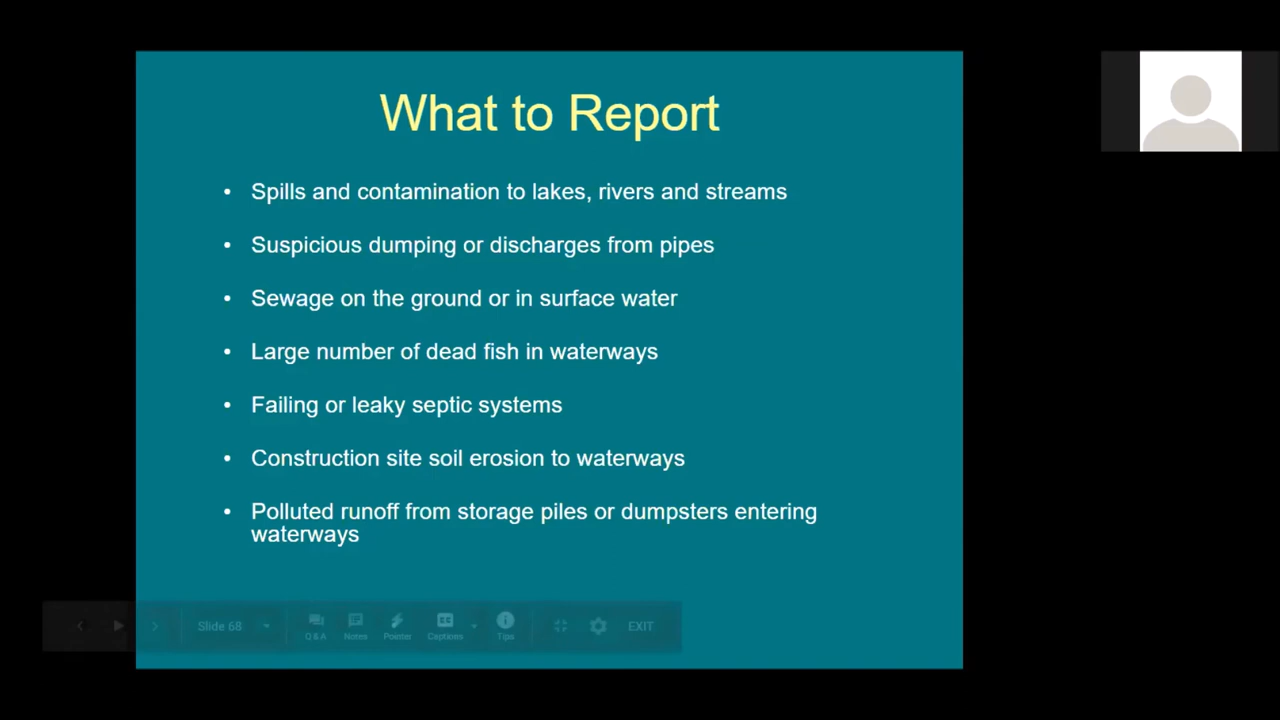 What to Report
• Spills and contamination to lakes, rivers and streams
• Suspicious dumping or discharges from pipes
• Sewage on the ground or in surface water
• Large number of dead fish in waterways
• Failing or leaky septic systems
• Construction site soil erosion to waterways
• Polluted runoff from storage piles or dumpsters entering
waterways
Slide 68
Q&A
Notes
Pointer
CC
Captions
Tips
EXIT